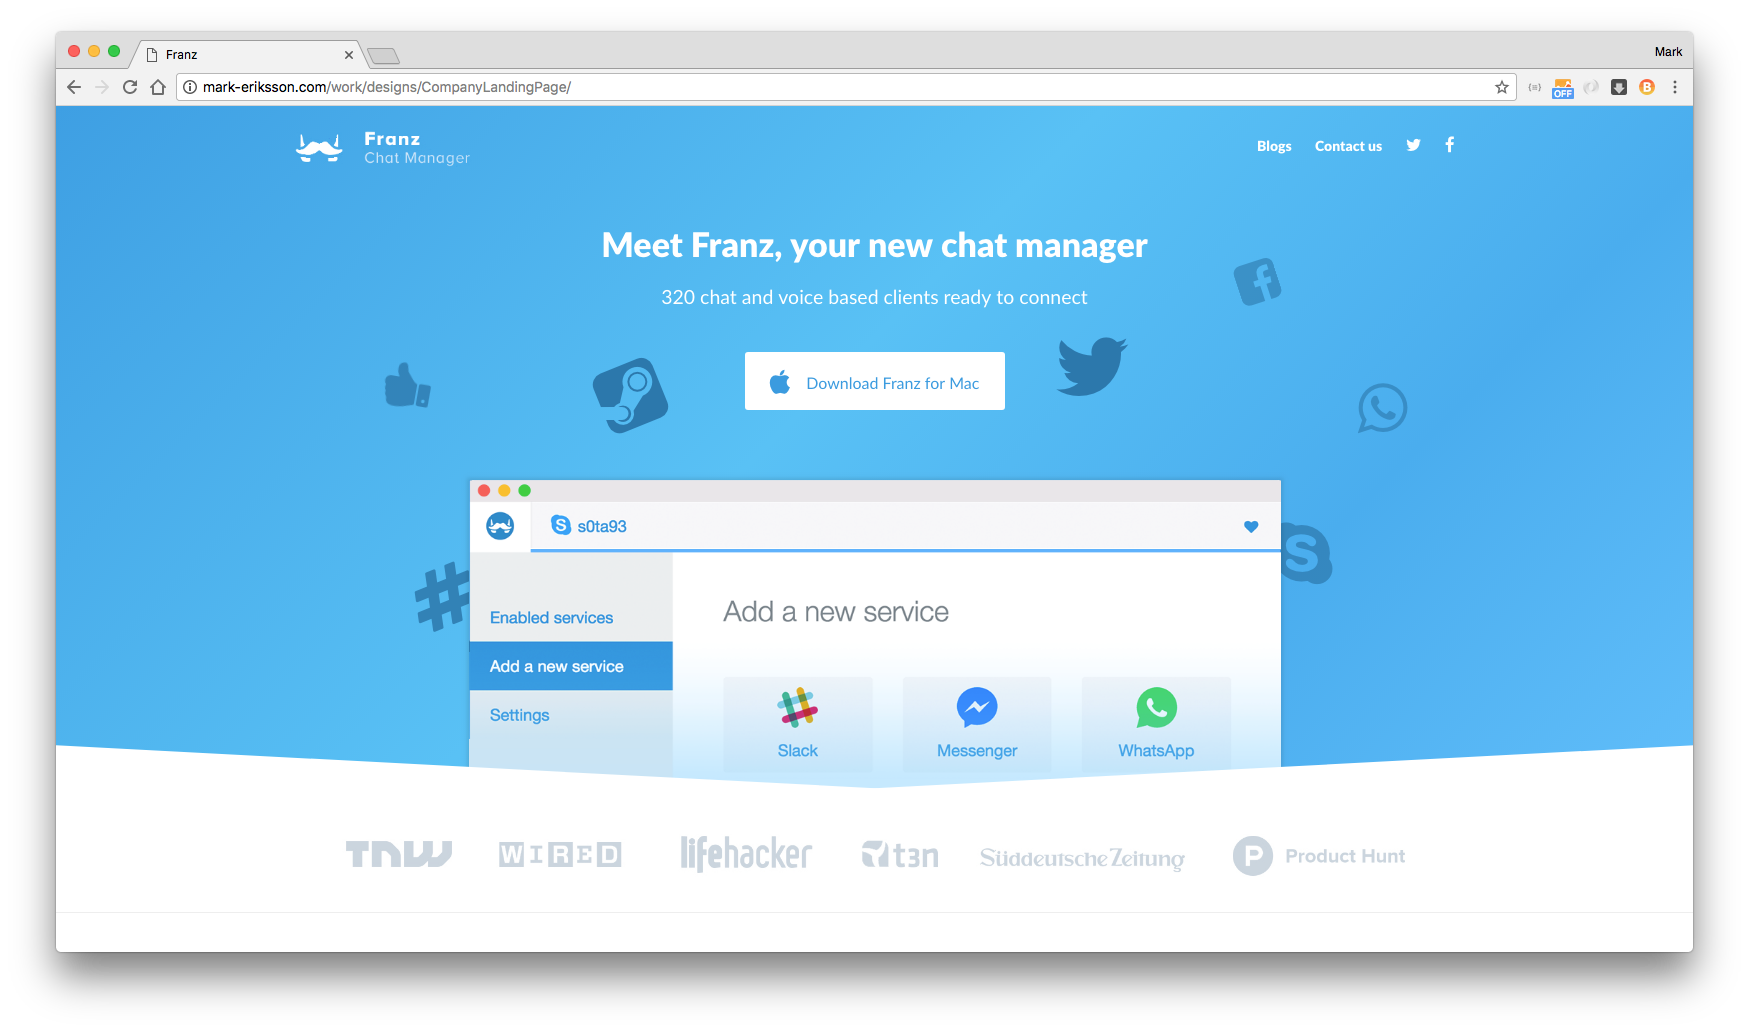 Franz
Mark
mark-eriksson.com/work/designs/CompanyLandingPage/
OFF
B
Franz
Chat Manager
Blogs
Contact us
Meet Franz, your new chat manager
320 chat and voice based clients ready to connect
Download Franz for Mac
S s0ta93
S
Enabled services
Add a new service
Settings
Add a new service
Slack
Messenger
WhatsApp
TNW
WIRED
lifehacker
t3n
Süddeutsche Zeitung
P Product Hunt